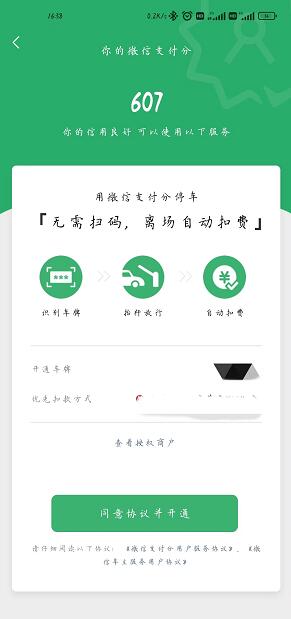 16:38
0.2K/s
你的微信支付分
607
你的信用良好 可以使用以下服务
用微信支付分停车
『无需扫码，离场自动扣费』
识别车牌
抬杆放行
自动扣费
开通车牌
优先扣款方式
查看授权商户
同意协议并开通
请仔细阅读以下协议：《微信支付分用户服务协议》、《微
信车主服务用户协议》